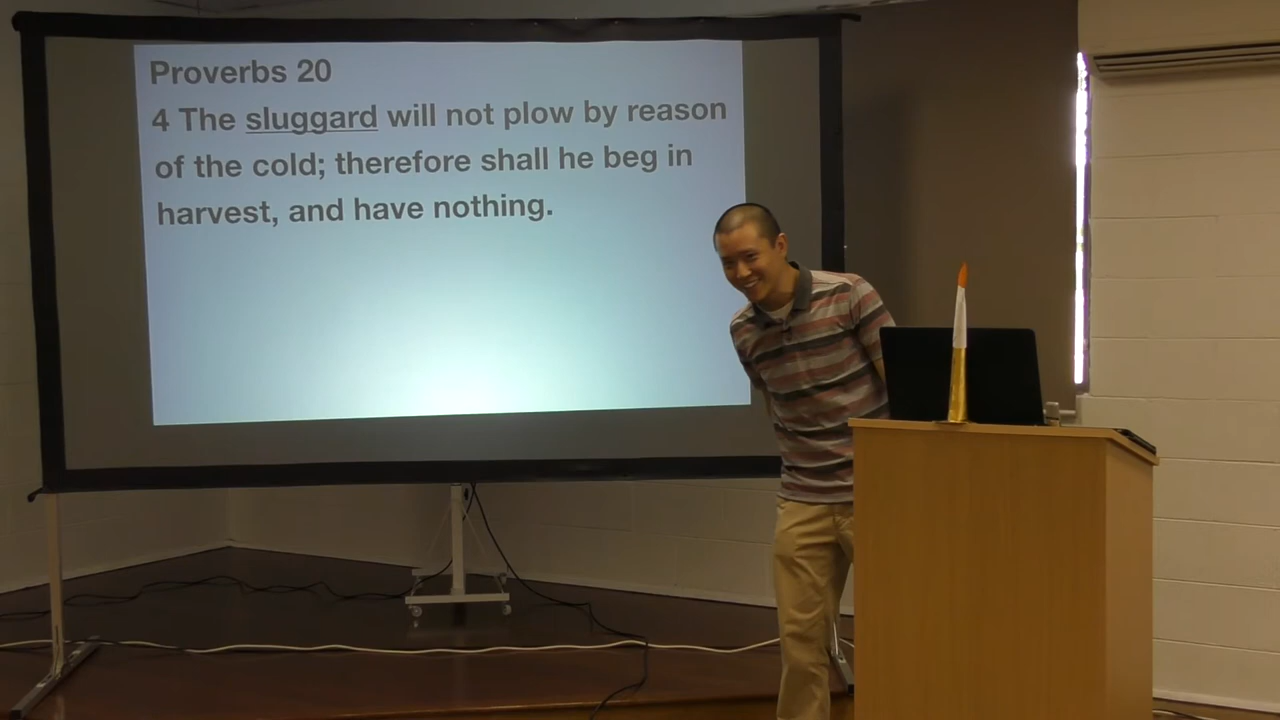 Proverbs 20
4 The sluggard will not plow by reason
of the cold; therefore shall he beg in
harvest, and have nothing.